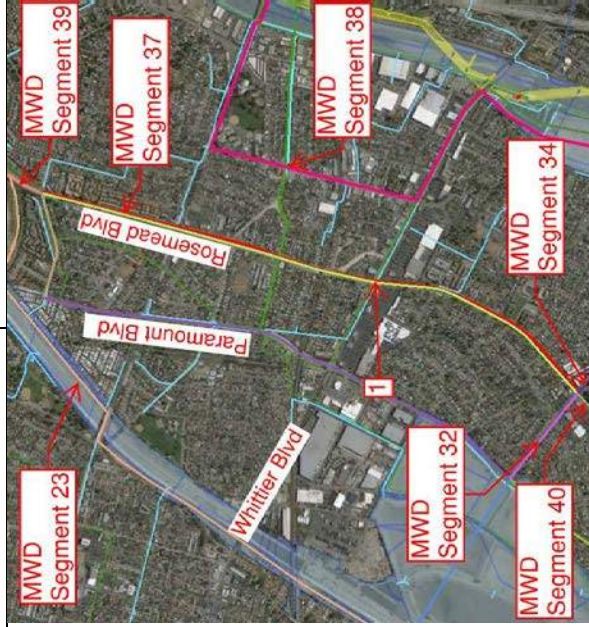 MWD
Segment 39
MWD
Segment 37
MWD
Segment 38
Rosemead Blvd
Paramount Blvd
MWD
Segment 23
Whittier Blvd
1
MWD
Segment 34
MWD
Segment 32
MWD
Segment 40